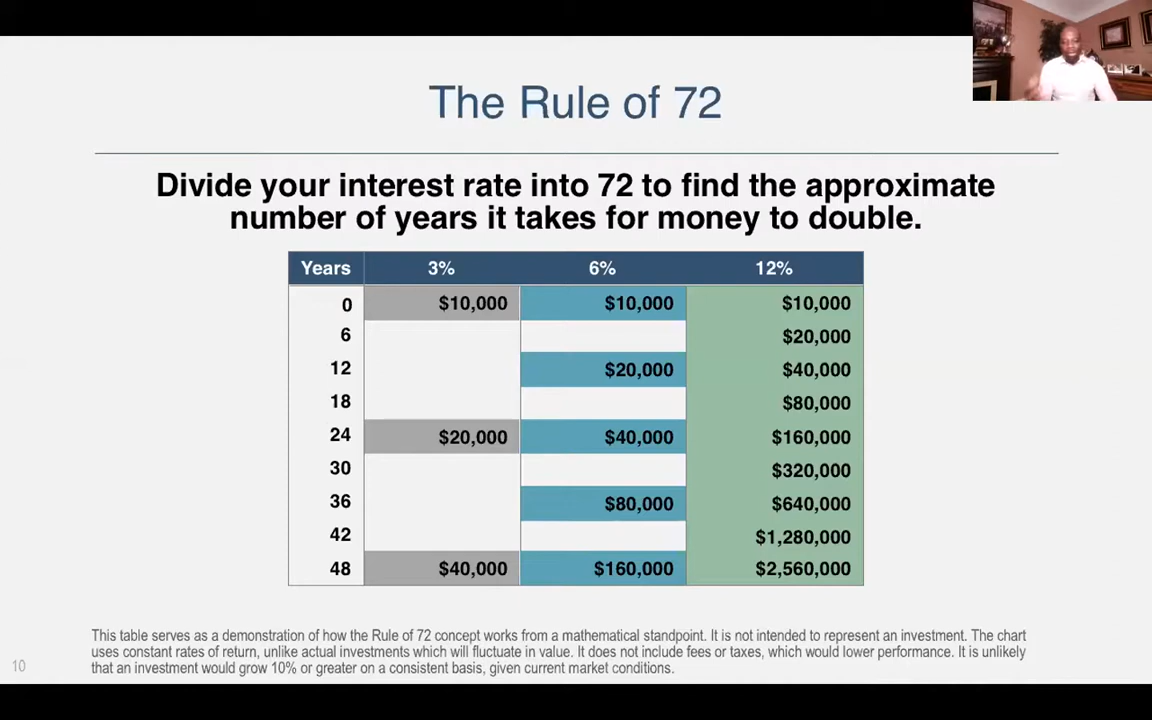 The Rule of 72
Divide your interest rate into 72 to find the approximate
number of years it takes for money to double.
Years 3% 6% 12%
0 $10,000 $10,000 $10,000
6 $20,000
12 $20,000 $40,000
18 $80,000
24 $20,000 $40,000 $160,000
30 $320,000
36 $80,000 $640,000
42 $1,280,000
48 $40,000 $160,000 $2,560,000
This table serves as a demonstration of how the Rule of 72 concept works from a mathematical standpoint. It is not intended to represent an investment. The chart
uses constant rates of return, unlike actual investments which will fluctuate in value. It does not include fees or taxes, which would lower performance. It is unlikely
that an investment would grow 10% or greater on a consistent basis, given current market conditions.
10